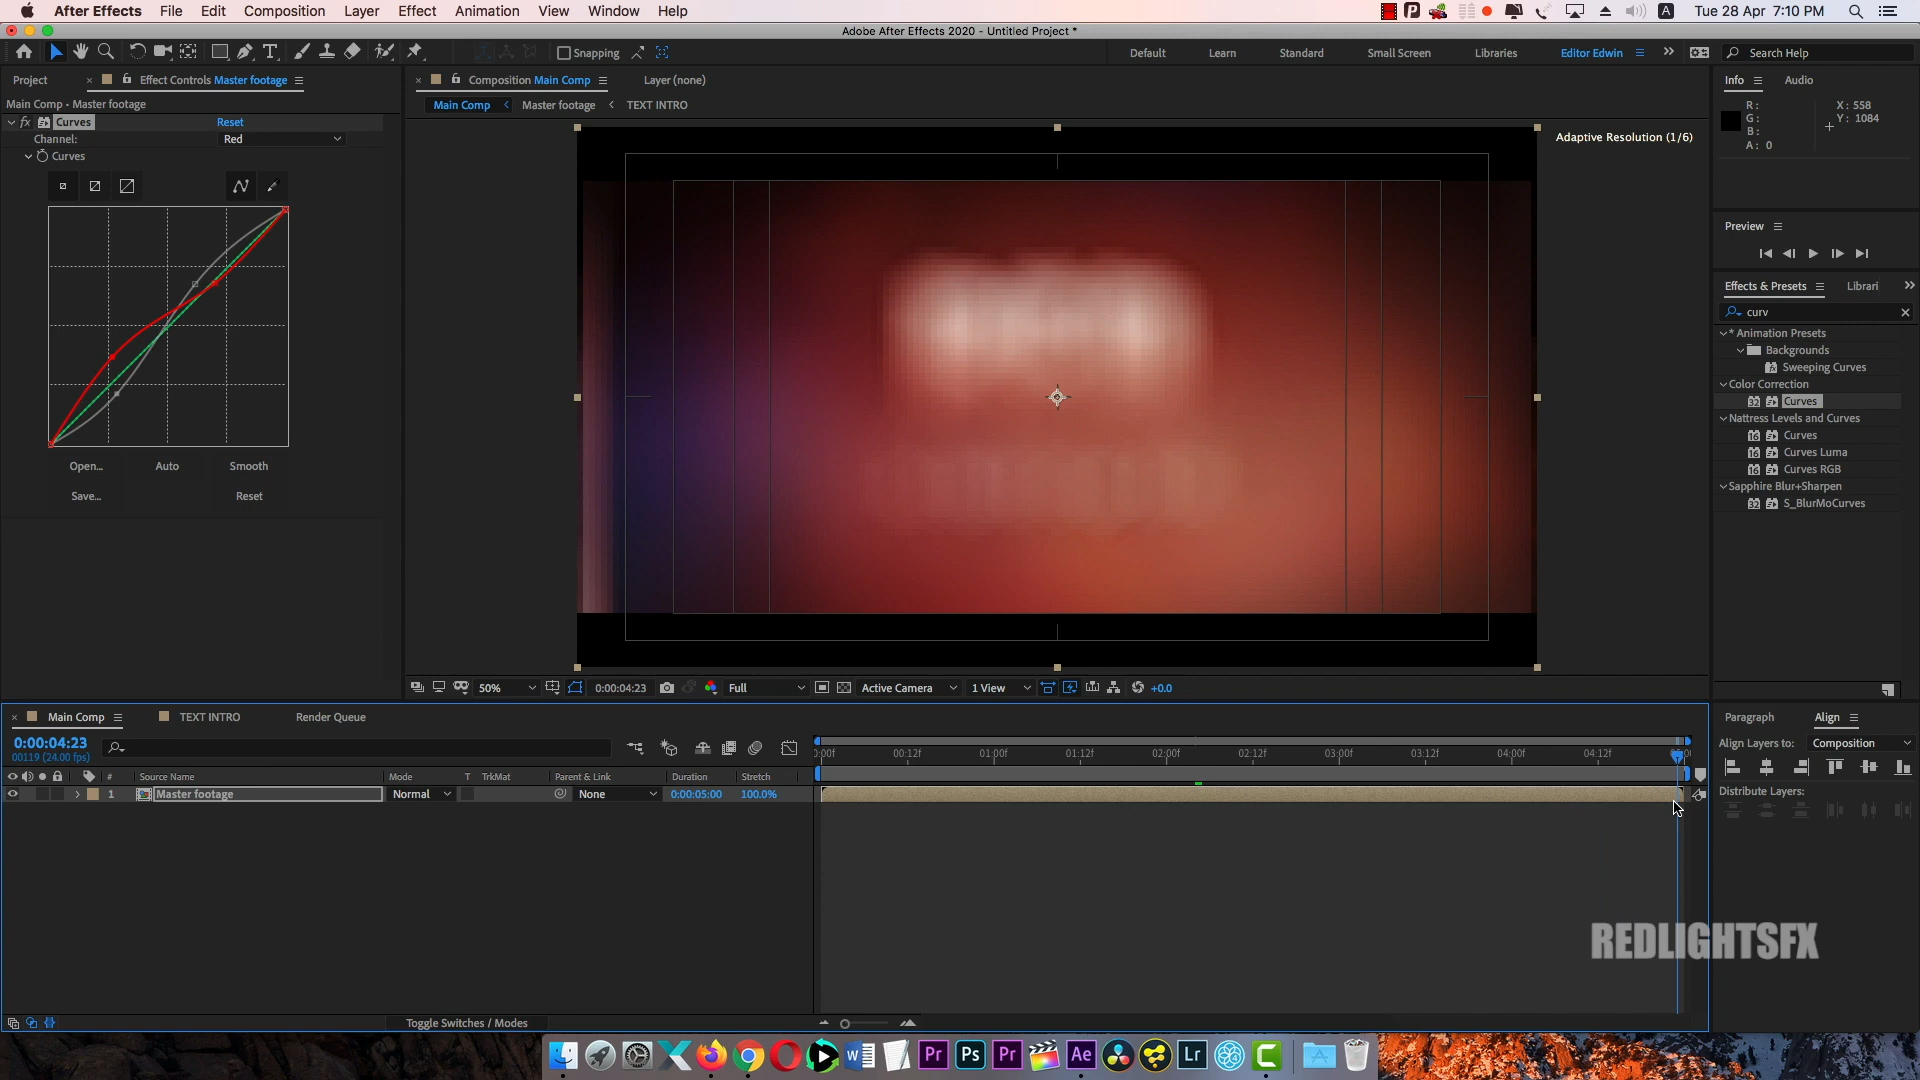 After Effects File Edit Composition Layer Effect Animation View Window Help
Tue 28 Apr 7:10 PM
Adobe After Effects 2020 - Untitled Project *
Snapping
Default Learn Standard Small Screen Libraries Editor Edwin
Search Help
Project Effect Controls Master footage
Composition Main Comp Layer (none)
Info Audio
Main Comp • Master footage
Main Comp Master footage TEXT INTRO
fx Curves Reset
Channel: Red
Curves
R: X: 558
G: Y: 1084
B:
A: 0
Adaptive Resolution (1/6)
Preview
Effects & Presets Librari
curv
* Animation Presets
Backgrounds
Sweeping Curves
Color Correction
Curves
Nattress Levels and Curves
Curves
Curves Luma
Curves RGB
Sapphire Blur+Sharpen
S_BlurMoCurves
Open... Auto Smooth
Save... Reset
50% 0:00:04:23 Full Active Camera 1 View +0.0
Main Comp TEXT INTRO Render Queue
Paragraph Align
0:00:04:23
00119 (24.00 fps)
Align Layers to: Composition
00:12f 01:00f 01:12f 02:00f 02:12f 03:00f 03:12f 04:00f 04:12f
# Source Name Mode T TrkMat Parent & Link Duration Stretch
1 Master footage Normal None 0:00:05:00 100.0%
Distribute Layers:
REDLIGHTSFX
Toggle Switches / Modes
W Pr Ps Pr Ae Lr C